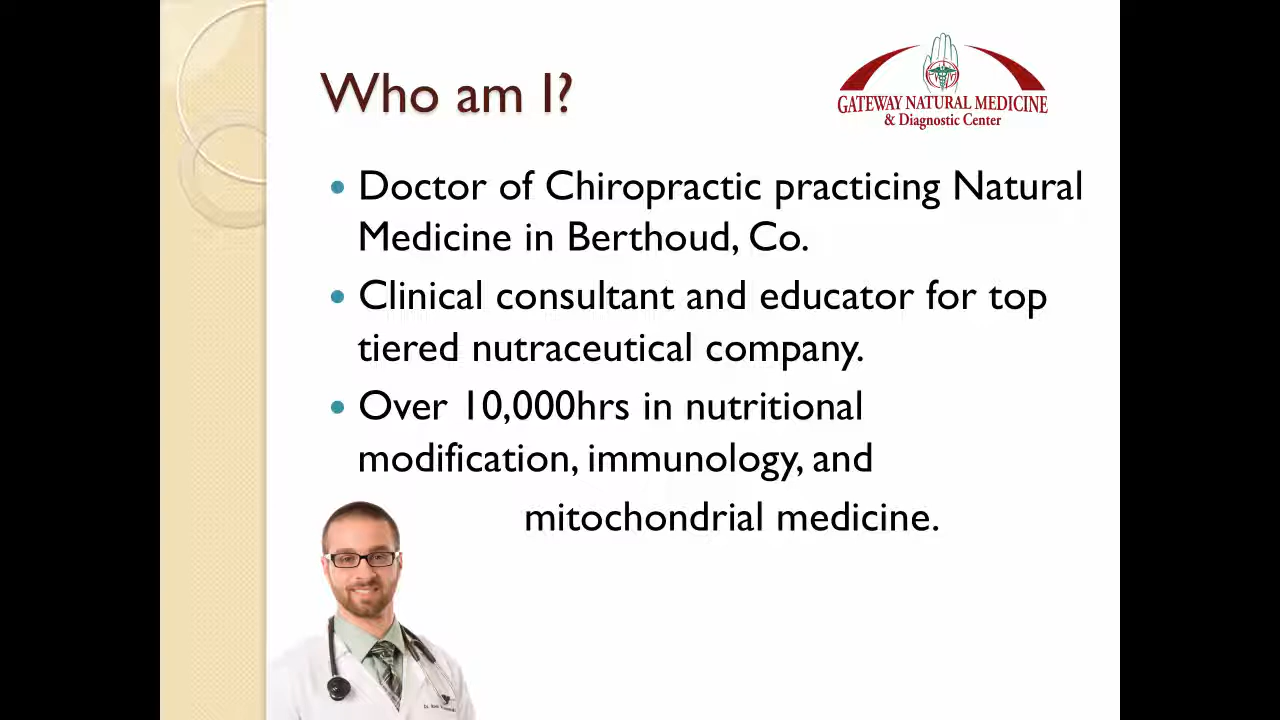 Who am I?
GATEWAY NATURAL MEDICINE
& Diagnostic Center
• Doctor of Chiropractic practicing Natural
Medicine in Berthoud, Co.
• Clinical consultant and educator for top
tiered nutraceutical company.
• Over 10,000hrs in nutritional
modification, immunology, and
mitochondrial medicine.
Dr.